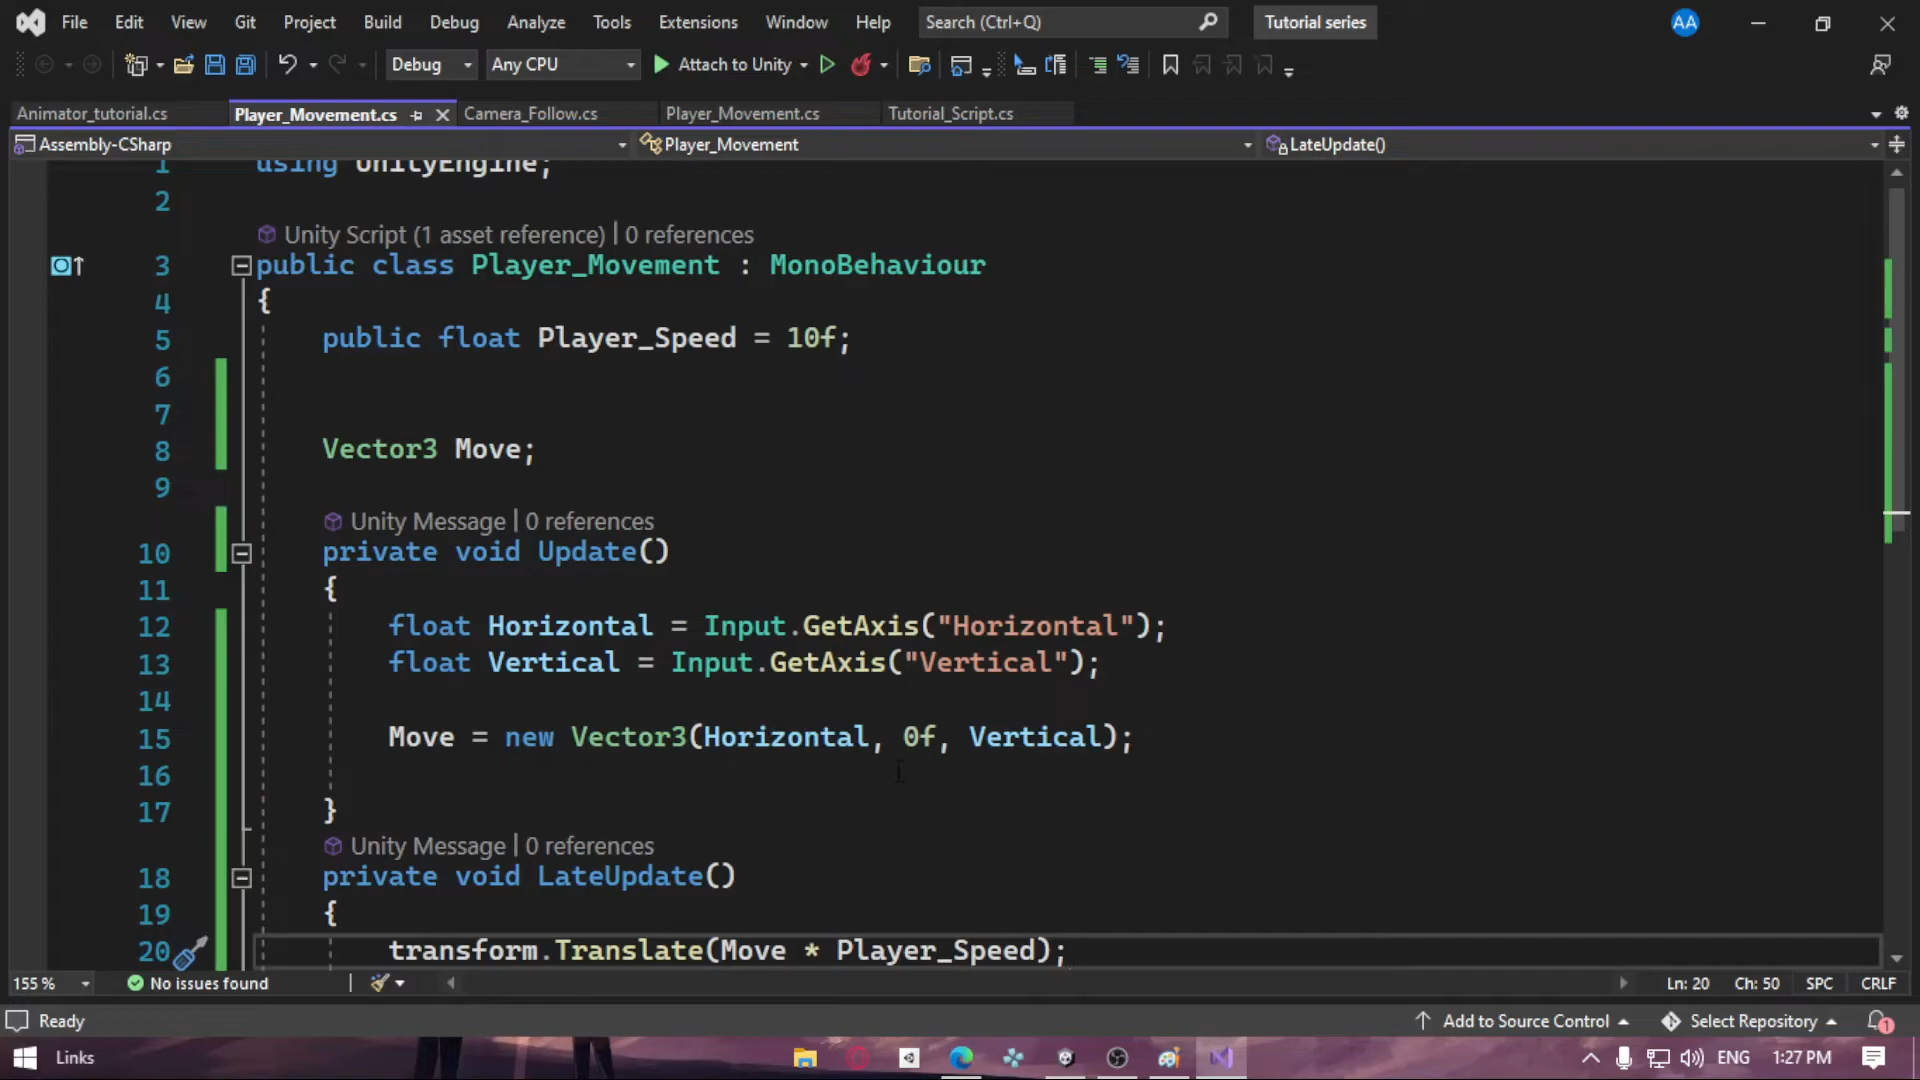 File Edit View Git Project Build Debug Analyze Tools Extensions Window Help Search (Ctrl+Q) Tutorial series AA
Debug Any CPU Attach to Unity
Animator_tutorial.cs Player_Movement.cs Camera_Follow.cs Player_Movement.cs Tutorial_Script.cs
Assembly-CSharp Player_Movement LateUpdate()
1 using UnityEngine;
2
Unity Script (1 asset reference) | 0 references
3 public class Player_Movement : MonoBehaviour
4 {
5 public float Player_Speed = 10f;
6
7
8 Vector3 Move;
9
Unity Message | 0 references
10 private void Update()
11 {
12 float Horizontal = Input.GetAxis("Horizontal");
13 float Vertical = Input.GetAxis("Vertical");
14
15 Move = new Vector3(Horizontal, 0f, Vertical);
16
17 }
Unity Message | 0 references
18 private void LateUpdate()
19 {
20 transform.Translate(Move * Player_Speed);
155 % No issues found Ln: 20 Ch: 50 SPC CRLF
Ready Add to Source Control Select Repository 1
Links ENG 1:27 PM